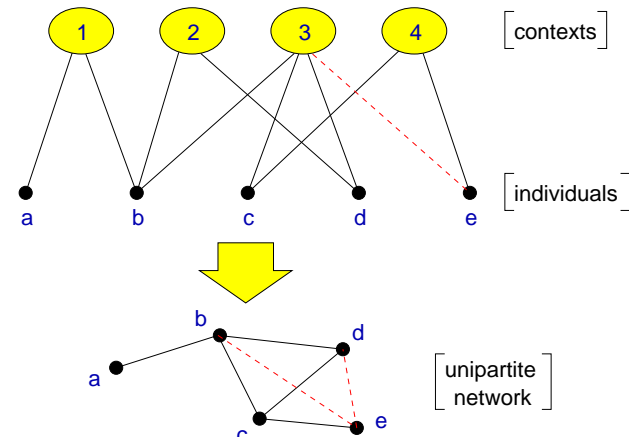 1 2 3 4 contexts
individuals
a b c d e
b d
a
unipartite
network
c e